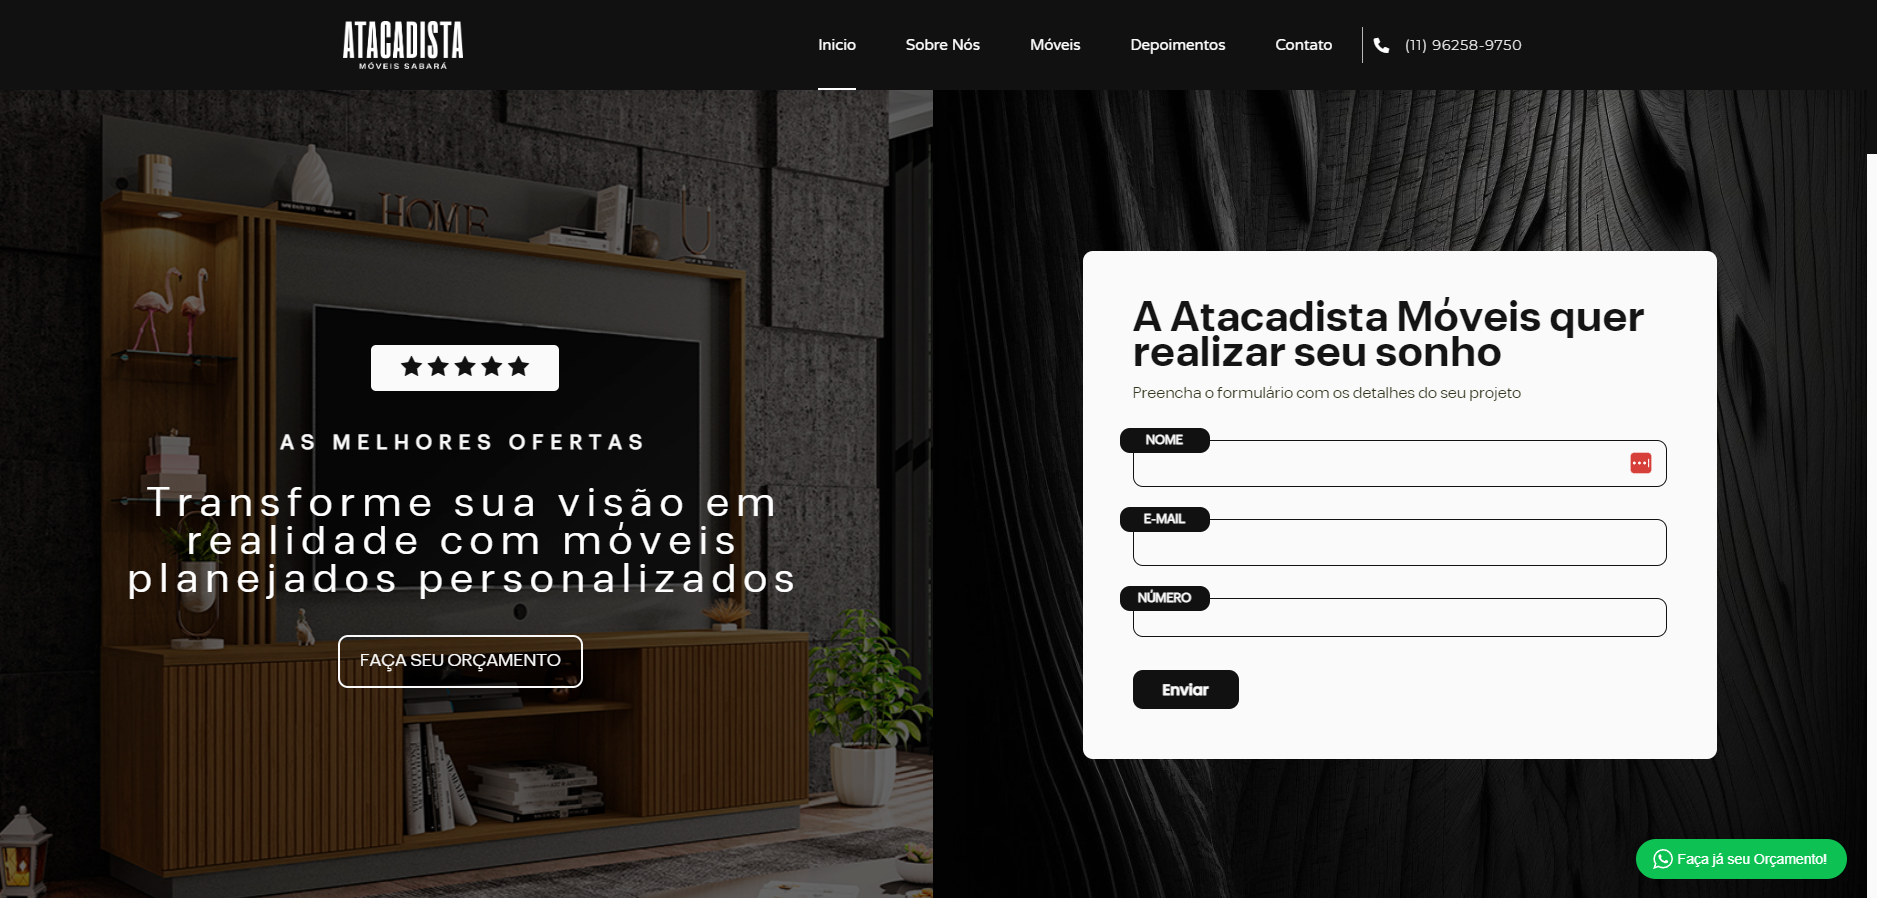 ATACADISTA
MÓVEIS SABARÁ
Inicio
Sobre Nós
Móveis
Depoimentos
Contato
(11) 96258-9750
HOME
AS MELHORES OFERTAS
Transforme sua visão em
realidade com móveis
planejados personalizados
FAÇA SEU ORÇAMENTO
A Atacadista Móveis quer
realizar seu sonho
Preencha o formulário com os detalhes do seu projeto
NOME
E-MAIL
NÚMERO
Enviar
Faça já seu Orçamento!